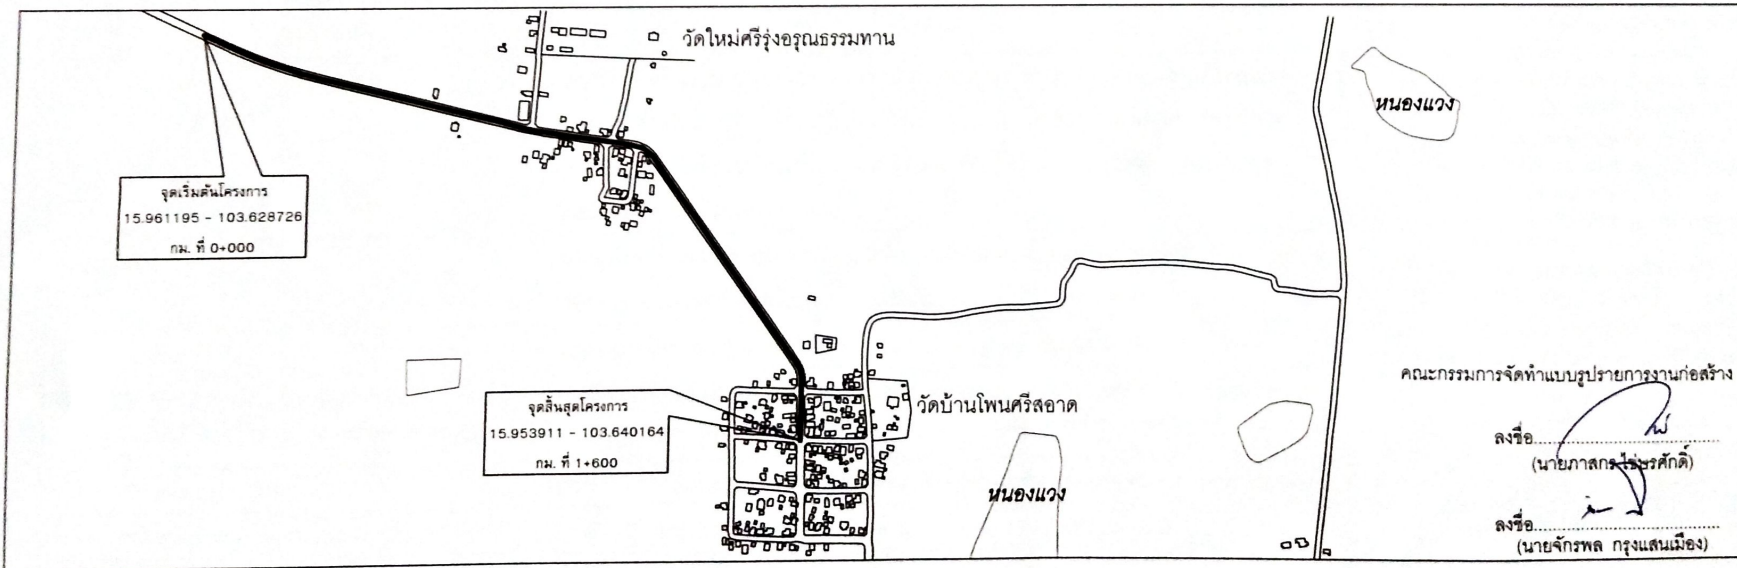 วัดใหม่ศรีรุ่งอรุณธรรมทาน
หนองแวง
จุดเริ่มต้นโครงการ
15.961195 - 103.628726
กม. ที่ 0+000
จุดสิ้นสุดโครงการ
15.953911 - 103.640164
กม. ที่ 1+600
วัดบ้านโพนศรีสอาด
หนองแวง
คณะกรรมการจัดทำแบบรูปรายการงานก่อสร้าง
ลงชื่อ
(นายภาสกร
ลงชื่อ
(นายจักรพล กรุงแสนเมือง)